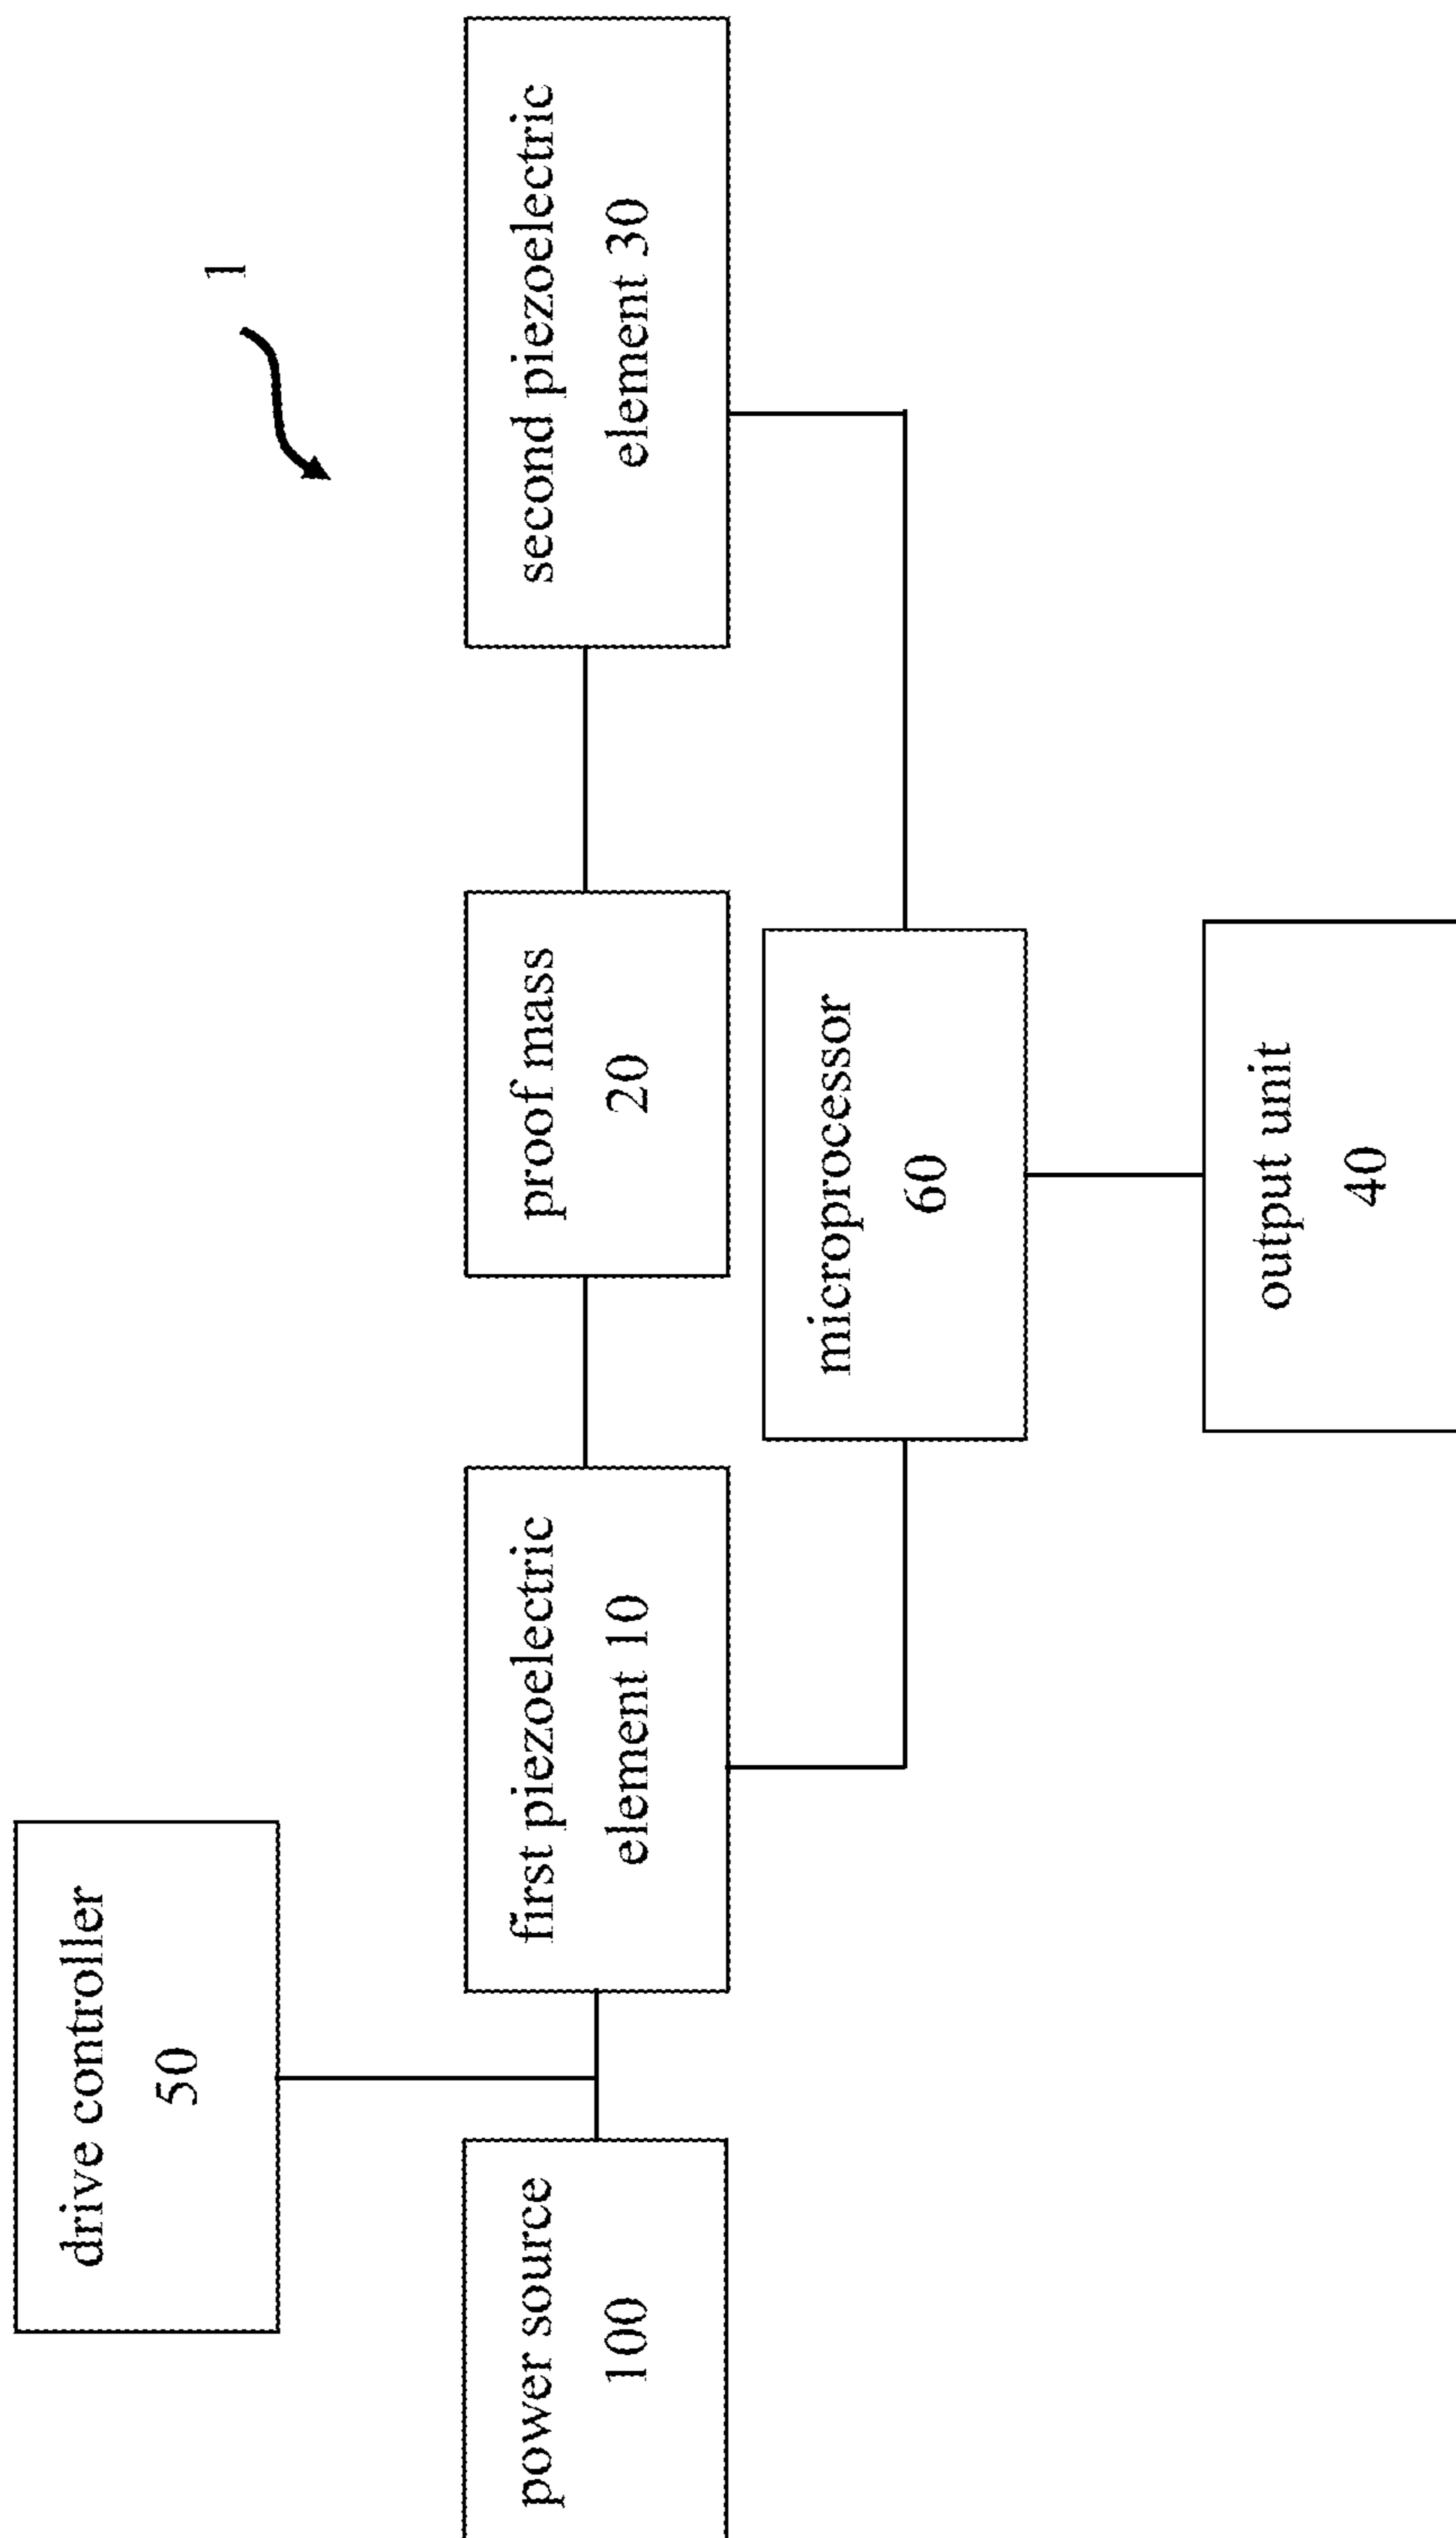 1
drive controller
50
power source
100
first piezoelectric
element 10
proof mass
20
second piezoelectric
element 30
microprocessor
60
output unit
40